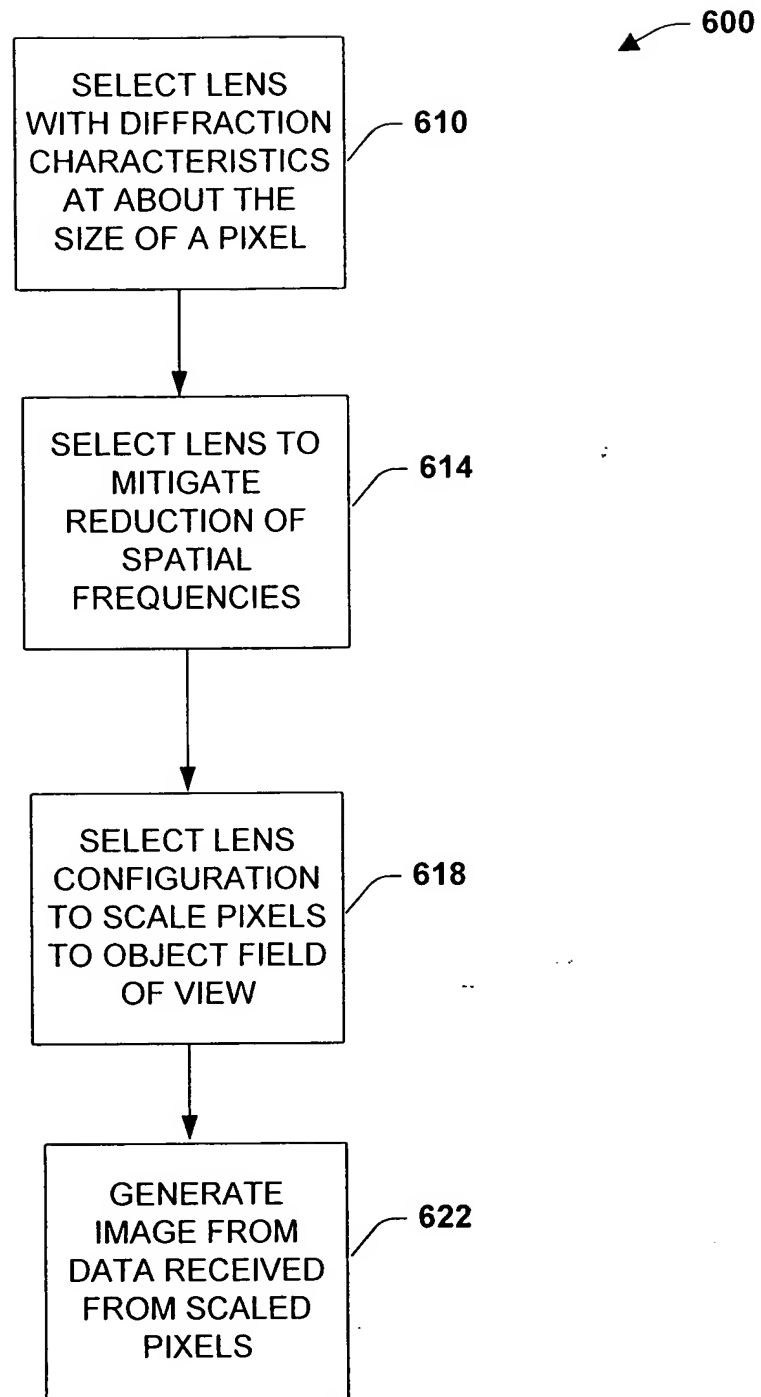 600
SELECT LENS
WITH DIFFRACTION
CHARACTERISTICS
AT ABOUT THE
SIZE OF A PIXEL
610
SELECT LENS TO
MITIGATE
REDUCTION OF
SPATIAL
FREQUENCIES
614
SELECT LENS
CONFIGURATION
TO SCALE PIXELS
TO OBJECT FIELD
OF VIEW
618
GENERATE
IMAGE FROM
DATA RECEIVED
FROM SCALED
PIXELS
622